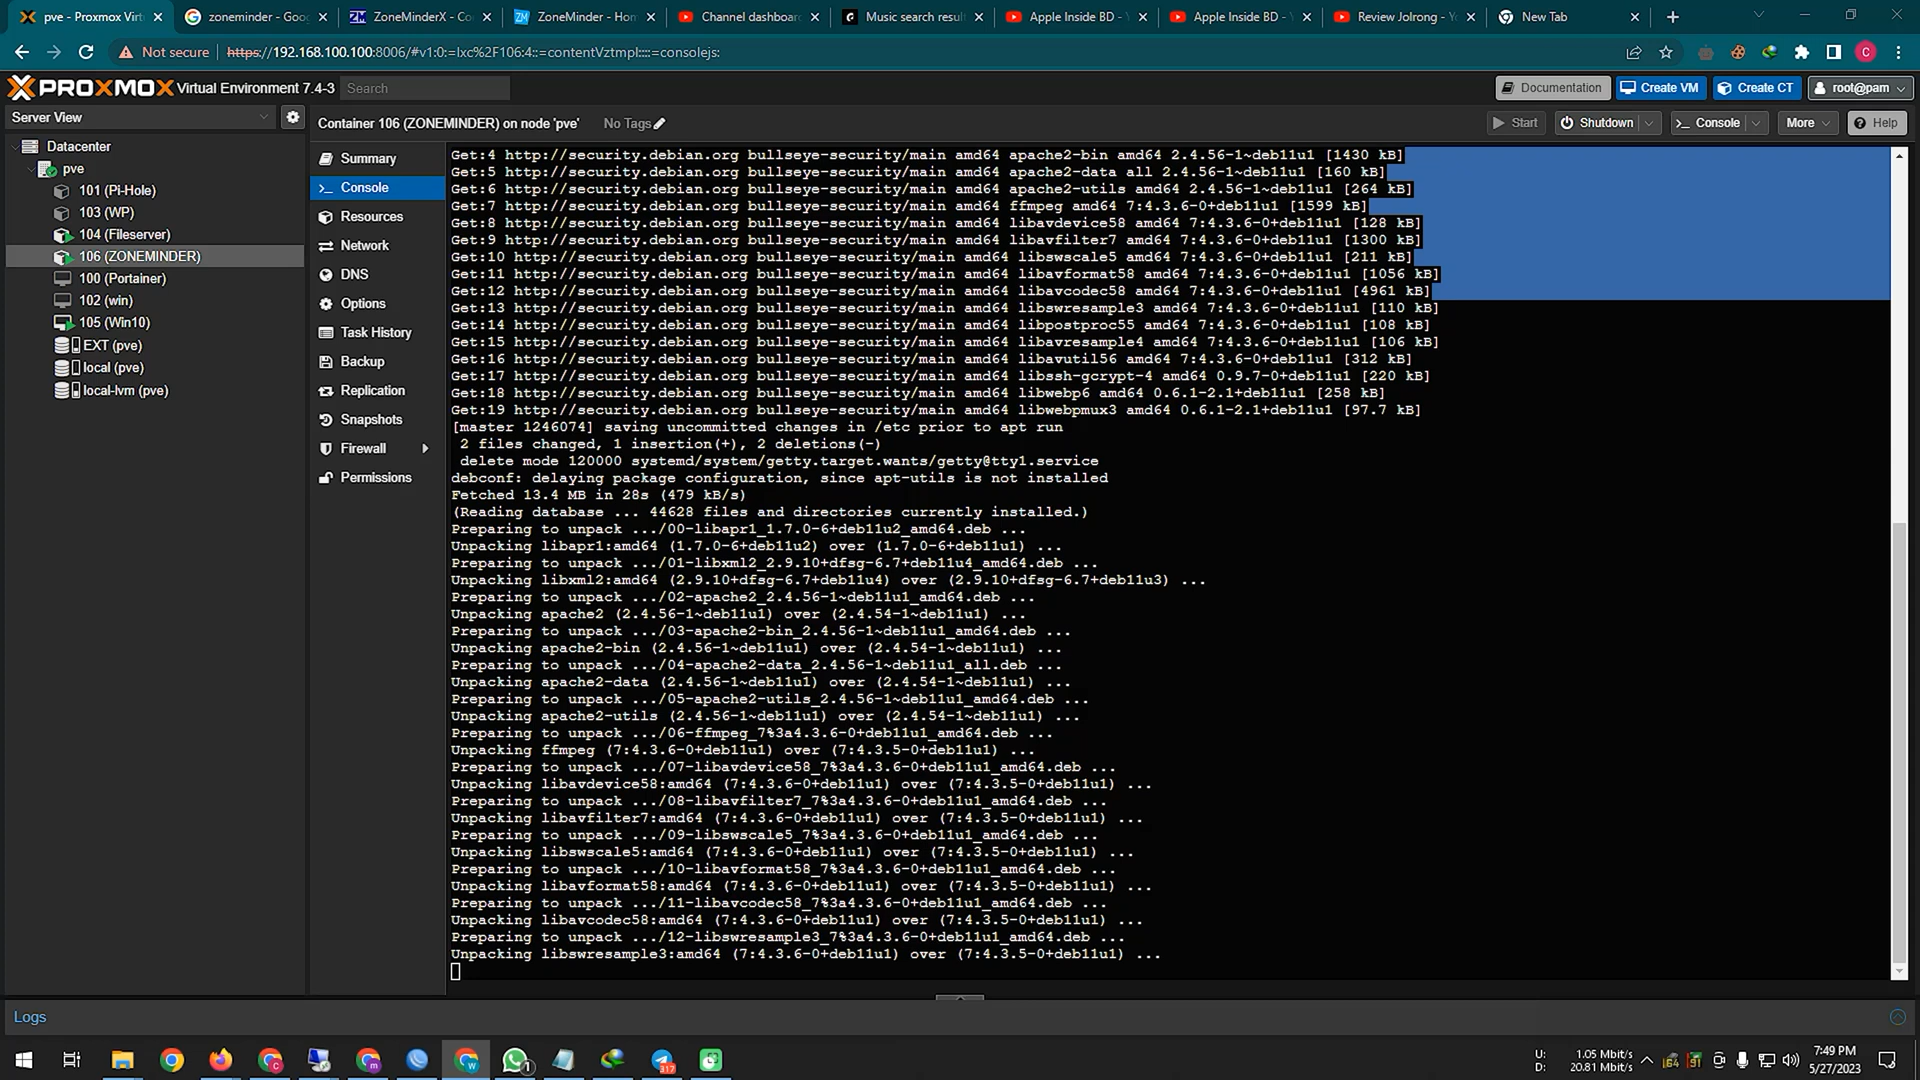 pve - Proxmox Virt
zoneminder - Goo
ZoneMinderX - Co
ZoneMinder - Hom
Channel dashboar
Music search resul
Apple Inside BD - Y
Apple Inside BD - Y
Review Jolrong - Yo
New Tab
Not secure
https://192.168.100.100:8006/#v1:0:=lxc%2F106:4::=contentVztmpl::::=consolejs:
C
PROXMOX Virtual Environment 7.4-3
Search
Documentation
Create VM
Create CT
root@pam
Server View
Container 106 (ZONEMINDER) on node 'pve'
No Tags
Start
Shutdown
Console
More
Help
Datacenter
pve
101 (Pi-Hole)
103 (WP)
104 (Fileserver)
106 (ZONEMINDER)
100 (Portainer)
102 (win)
105 (Win10)
EXT (pve)
local (pve)
local-lvm (pve)
Summary
Console
Resources
Network
DNS
Options
Task History
Backup
Replication
Snapshots
Firewall
Permissions
Get:4 http://security.debian.org bullseye-security/main amd64 apache2-bin amd64 2.4.56-1~deb11u1 [1430 kB]
Get:5 http://security.debian.org bullseye-security/main amd64 apache2-data all 2.4.56-1~deb11u1 [160 kB]
Get:6 http://security.debian.org bullseye-security/main amd64 apache2-utils amd64 2.4.56-1~deb11u1 [264 kB]
Get:7 http://security.debian.org bullseye-security/main amd64 ffmpeg amd64 7:4.3.6-0+deb11u1 [1599 kB]
Get:8 http://security.debian.org bullseye-security/main amd64 libavdevice58 amd64 7:4.3.6-0+deb11u1 [128 kB]
Get:9 http://security.debian.org bullseye-security/main amd64 libavfilter7 amd64 7:4.3.6-0+deb11u1 [1300 kB]
Get:10 http://security.debian.org bullseye-security/main amd64 libswscale5 amd64 7:4.3.6-0+deb11u1 [211 kB]
Get:11 http://security.debian.org bullseye-security/main amd64 libavformat58 amd64 7:4.3.6-0+deb11u1 [1056 kB]
Get:12 http://security.debian.org bullseye-security/main amd64 libavcodec58 amd64 7:4.3.6-0+deb11u1 [4961 kB]
Get:13 http://security.debian.org bullseye-security/main amd64 libswresample3 amd64 7:4.3.6-0+deb11u1 [110 kB]
Get:14 http://security.debian.org bullseye-security/main amd64 libpostproc55 amd64 7:4.3.6-0+deb11u1 [108 kB]
Get:15 http://security.debian.org bullseye-security/main amd64 libavresample4 amd64 7:4.3.6-0+deb11u1 [106 kB]
Get:16 http://security.debian.org bullseye-security/main amd64 libavutil56 amd64 7:4.3.6-0+deb11u1 [312 kB]
Get:17 http://security.debian.org bullseye-security/main amd64 libssh-gcrypt-4 amd64 0.9.7-0+deb11u1 [220 kB]
Get:18 http://security.debian.org bullseye-security/main amd64 libwebp6 amd64 0.6.1-2.1+deb11u1 [258 kB]
Get:19 http://security.debian.org bullseye-security/main amd64 libwebpmux3 amd64 0.6.1-2.1+deb11u1 [97.7 kB]
[master 1246074] saving uncommitted changes in /etc prior to apt run
2 files changed, 1 insertion(+), 2 deletions(-)
delete mode 120000 systemd/system/getty.target.wants/getty@tty1.service
debconf: delaying package configuration, since apt-utils is not installed
Fetched 13.4 MB in 28s (479 kB/s)
(Reading database ... 44628 files and directories currently installed.)
Preparing to unpack .../00-libapr1_1.7.0-6+deb11u2_amd64.deb ...
Unpacking libapr1:amd64 (1.7.0-6+deb11u2) over (1.7.0-6+deb11u1) ...
Preparing to unpack .../01-libxml2_2.9.10+dfsg-6.7+deb11u4_amd64.deb ...
Unpacking libxml2:amd64 (2.9.10+dfsg-6.7+deb11u4) over (2.9.10+dfsg-6.7+deb11u3) ...
Preparing to unpack .../02-apache2_2.4.56-1~deb11u1_amd64.deb ...
Unpacking apache2 (2.4.56-1~deb11u1) over (2.4.54-1~deb11u1) ...
Preparing to unpack .../03-apache2-bin_2.4.56-1~deb11u1_amd64.deb ...
Unpacking apache2-bin (2.4.56-1~deb11u1) over (2.4.54-1~deb11u1) ...
Preparing to unpack .../04-apache2-data_2.4.56-1~deb11u1_all.deb ...
Unpacking apache2-data (2.4.56-1~deb11u1) over (2.4.54-1~deb11u1) ...
Preparing to unpack .../05-apache2-utils_2.4.56-1~deb11u1_amd64.deb ...
Unpacking apache2-utils (2.4.56-1~deb11u1) over (2.4.54-1~deb11u1) ...
Preparing to unpack .../06-ffmpeg_7%3a4.3.6-0+deb11u1_amd64.deb ...
Unpacking ffmpeg (7:4.3.6-0+deb11u1) over (7:4.3.5-0+deb11u1) ...
Preparing to unpack .../07-libavdevice58_7%3a4.3.6-0+deb11u1_amd64.deb ...
Unpacking libavdevice58:amd64 (7:4.3.6-0+deb11u1) over (7:4.3.5-0+deb11u1) ...
Preparing to unpack .../08-libavfilter7_7%3a4.3.6-0+deb11u1_amd64.deb ...
Unpacking libavfilter7:amd64 (7:4.3.6-0+deb11u1) over (7:4.3.5-0+deb11u1) ...
Preparing to unpack .../09-libswscale5_7%3a4.3.6-0+deb11u1_amd64.deb ...
Unpacking libswscale5:amd64 (7:4.3.6-0+deb11u1) over (7:4.3.5-0+deb11u1) ...
Preparing to unpack .../10-libavformat58_7%3a4.3.6-0+deb11u1_amd64.deb ...
Unpacking libavformat58:amd64 (7:4.3.6-0+deb11u1) over (7:4.3.5-0+deb11u1) ...
Preparing to unpack .../11-libavcodec58_7%3a4.3.6-0+deb11u1_amd64.deb ...
Unpacking libavcodec58:amd64 (7:4.3.6-0+deb11u1) over (7:4.3.5-0+deb11u1) ...
Preparing to unpack .../12-libswresample3_7%3a4.3.6-0+deb11u1_amd64.deb ...
Unpacking libswresample3:amd64 (7:4.3.6-0+deb11u1) over (7:4.3.5-0+deb11u1) ...
Logs
U: 1.05 Mbit/s
D: 20.81 Mbit/s
7:49 PM
5/27/2023